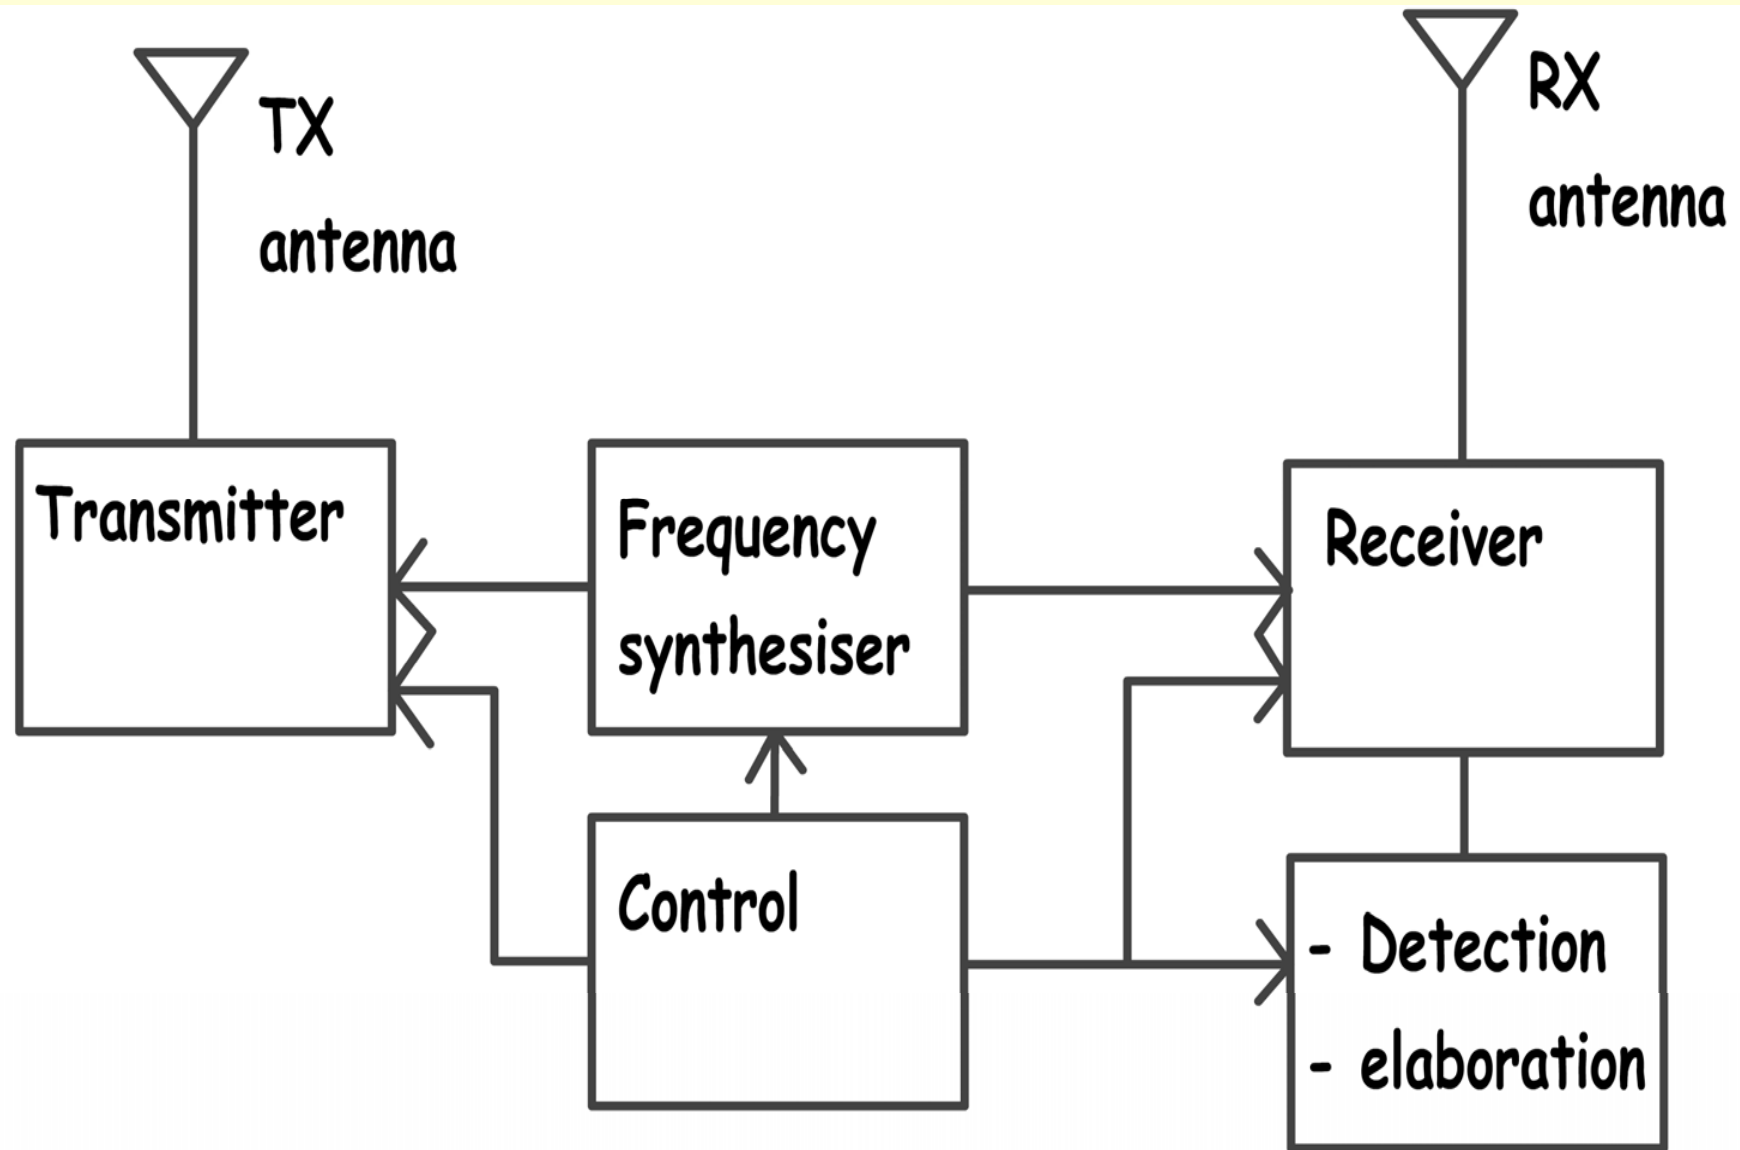 TX
antenna
RX
antenna
Transmitter
Frequency
synthesiser
Receiver
Control
- Detection
- elaboration